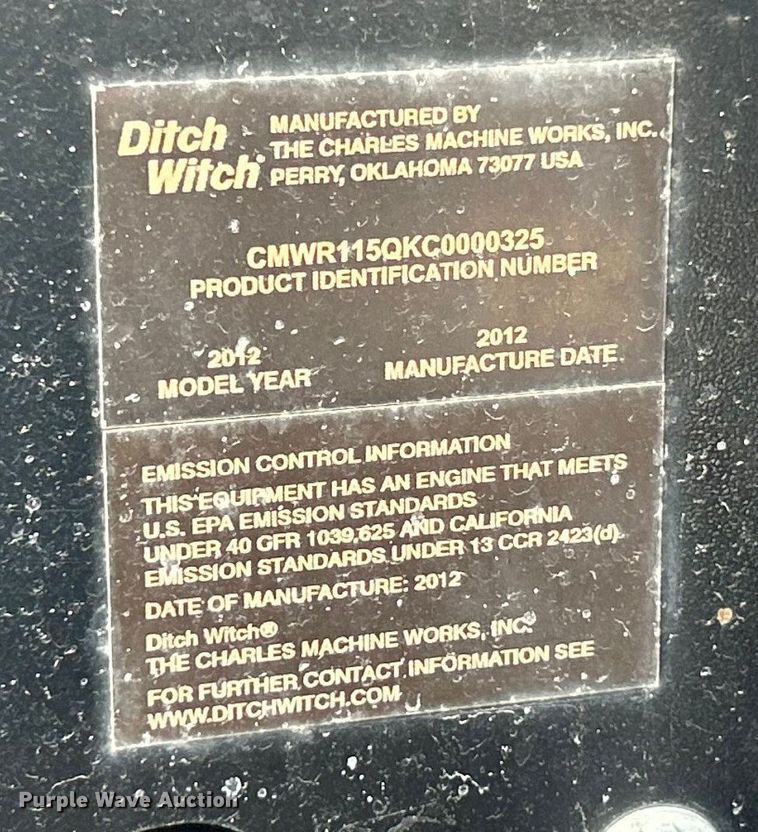 Ditch Witch
MANUFACTURED BY
THE CHARLES MACHINE WORKS, INC.
PERRY, OKLAHOMA 73077 USA
CMWR115QKC0000325
PRODUCT IDENTIFICATION NUMBER
2012
MODEL YEAR
2012
MANUFACTURE DATE
EMISSION CONTROL INFORMATION
THIS EQUIPMENT HAS AN ENGINE THAT MEETS
U.S. EPA EMISSION STANDARDS
UNDER 40 CFR 1039,625 AND CALIFORNIA
EMISSION STANDARDS UNDER 13 CCR 2423(d)
DATE OF MANUFACTURE: 2012
Ditch Witch®
THE CHARLES MACHINE WORKS, INC.
FOR FURTHER CONTACT INFORMATION SEE
WWW.DITCHWITCH.COM
Purple Wave Auction